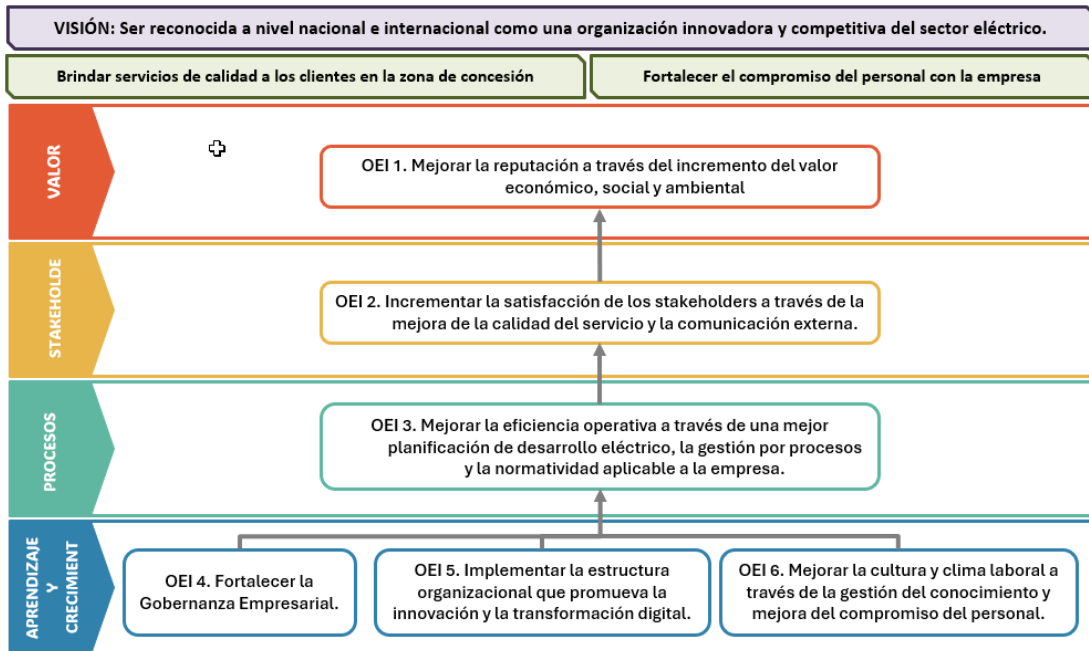 VISIÓN: Ser reconocida a nivel nacional e internacional como una organización innovadora y competitiva del sector eléctrico.
Brindar servicios de calidad a los clientes en la zona de concesión
Fortalecer el compromiso del personal con la empresa
VALOR
OEI 1. Mejorar la reputación a través del incremento del valor
económico, social y ambiental
STAKEHOLDE
OEI 2. Incrementar la satisfacción de los stakeholders a través de la
mejora de la calidad del servicio y la comunicación externa.
PROCESOS
OEI 3. Mejorar la eficiencia operativa a través de una mejor
planificación de desarrollo eléctrico, la gestión por procesos
y la normatividad aplicable a la empresa.
APRENDIZAJE
Y
CRECIMIENT
OEI 4. Fortalecer la
Gobernanza Empresarial.
OEI 5. Implementar la estructura
organizacional que promueva la
innovación y la transformación digital.
OEI 6. Mejorar la cultura y clima laboral a
través de la gestión del conocimiento y
mejora del compromiso del personal.